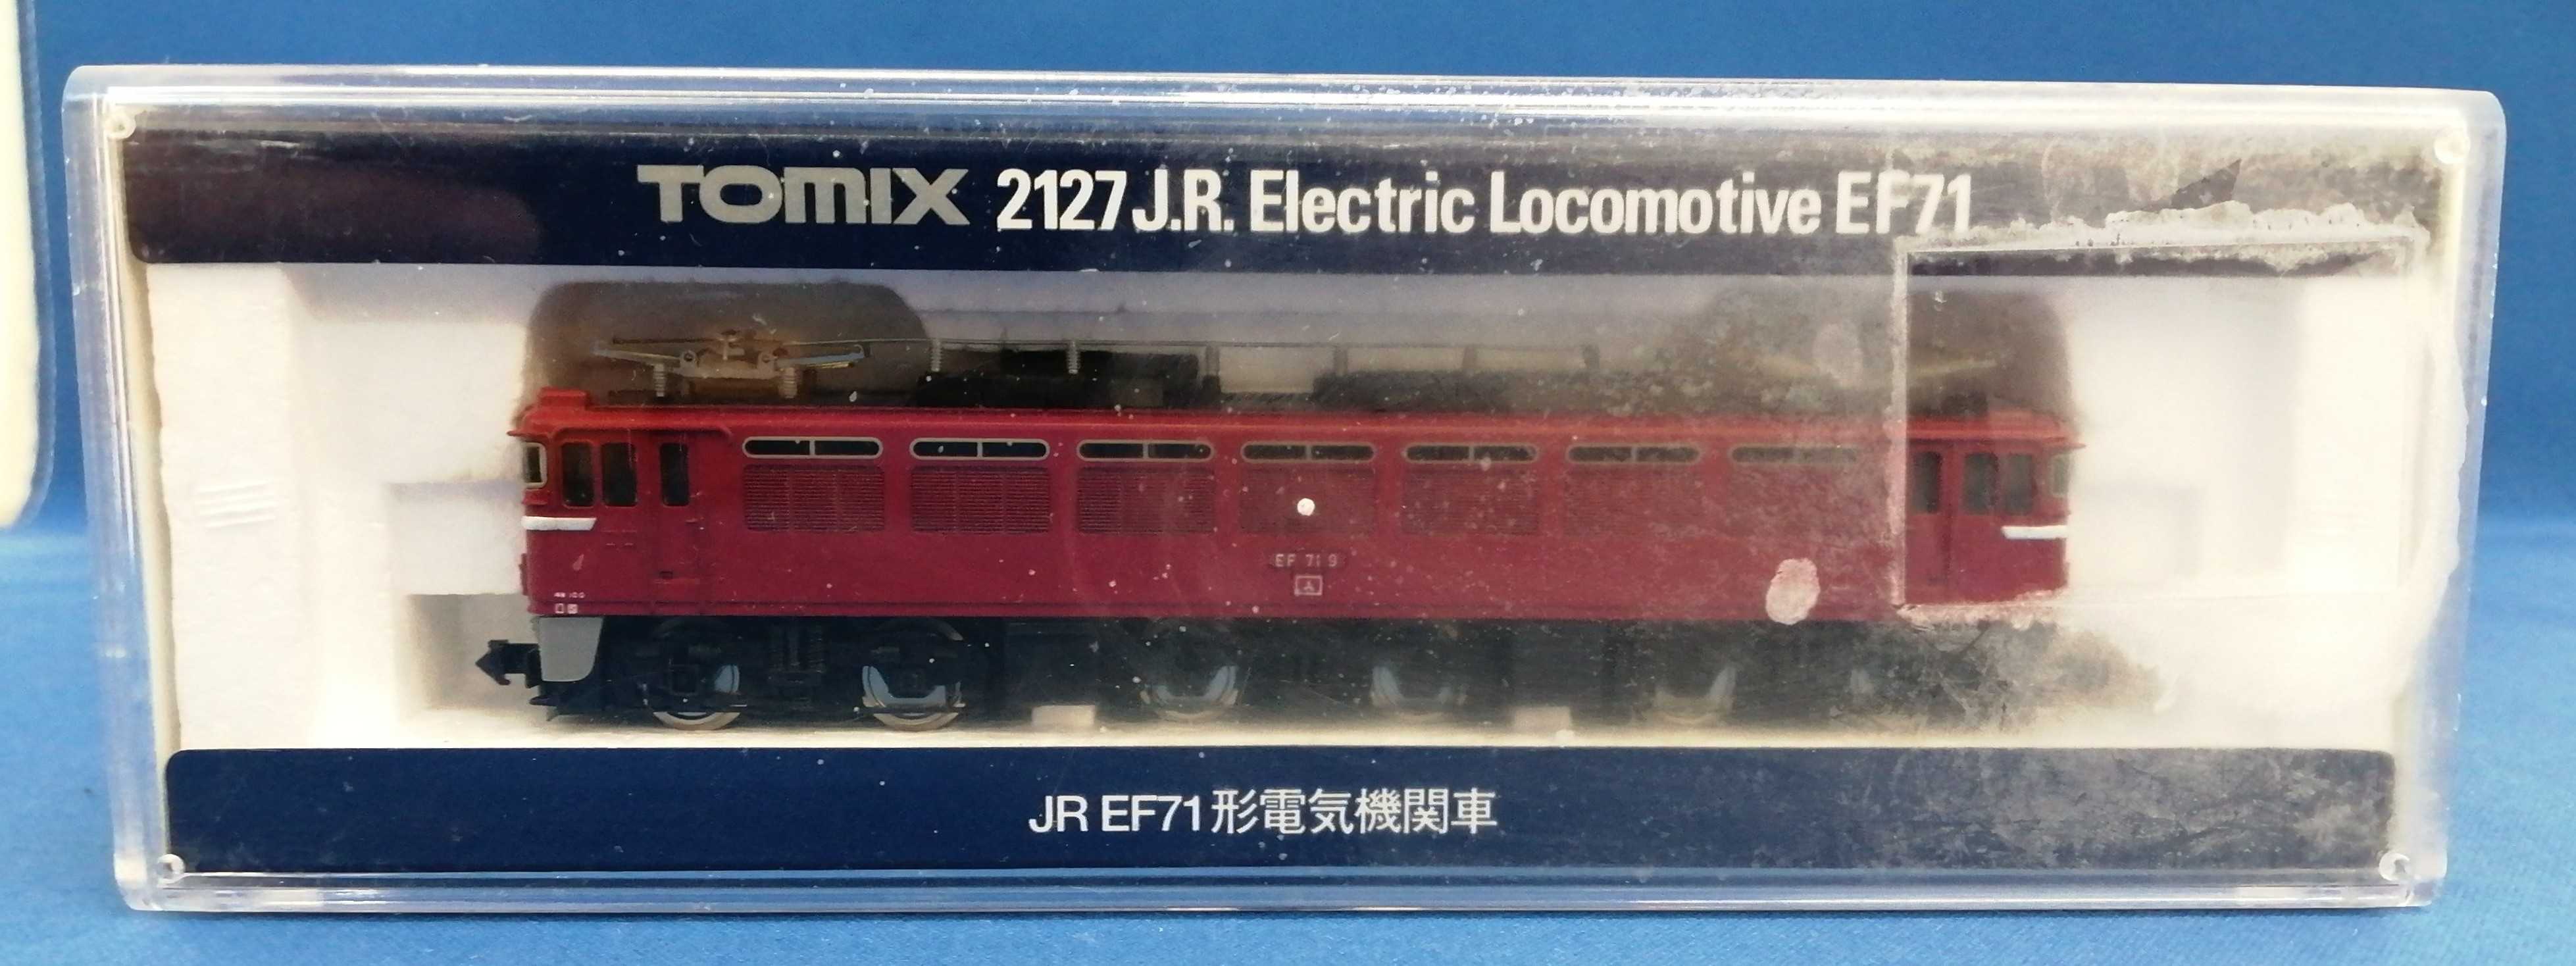 TOMIX 2127 J.R. Electric Locomotive EF71
EF 71 9
JR EF71形電気機関車